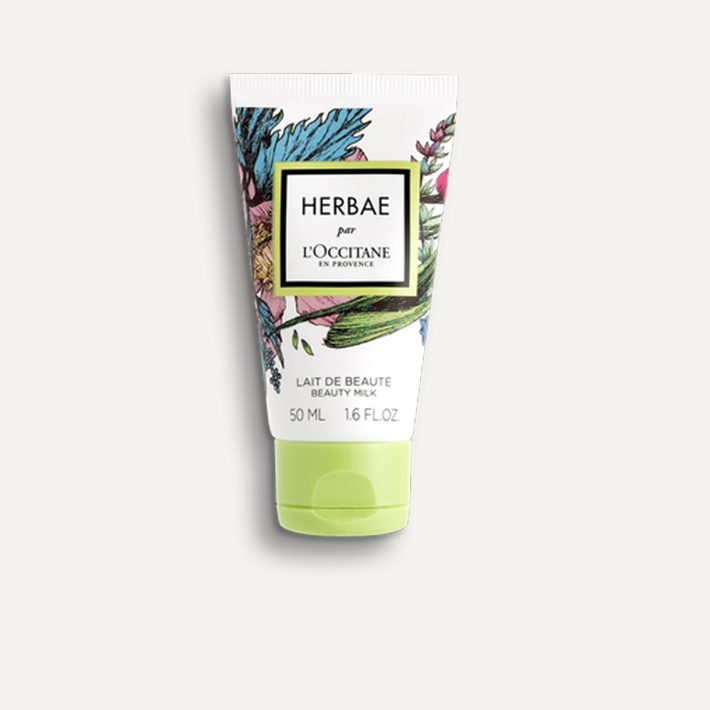 HERBAE
par
L'OCCITANE
EN PROVENCE
LAIT DE BEAUTÉ
BEAUTY MILK
50 ML 1.6 FL.OZ.